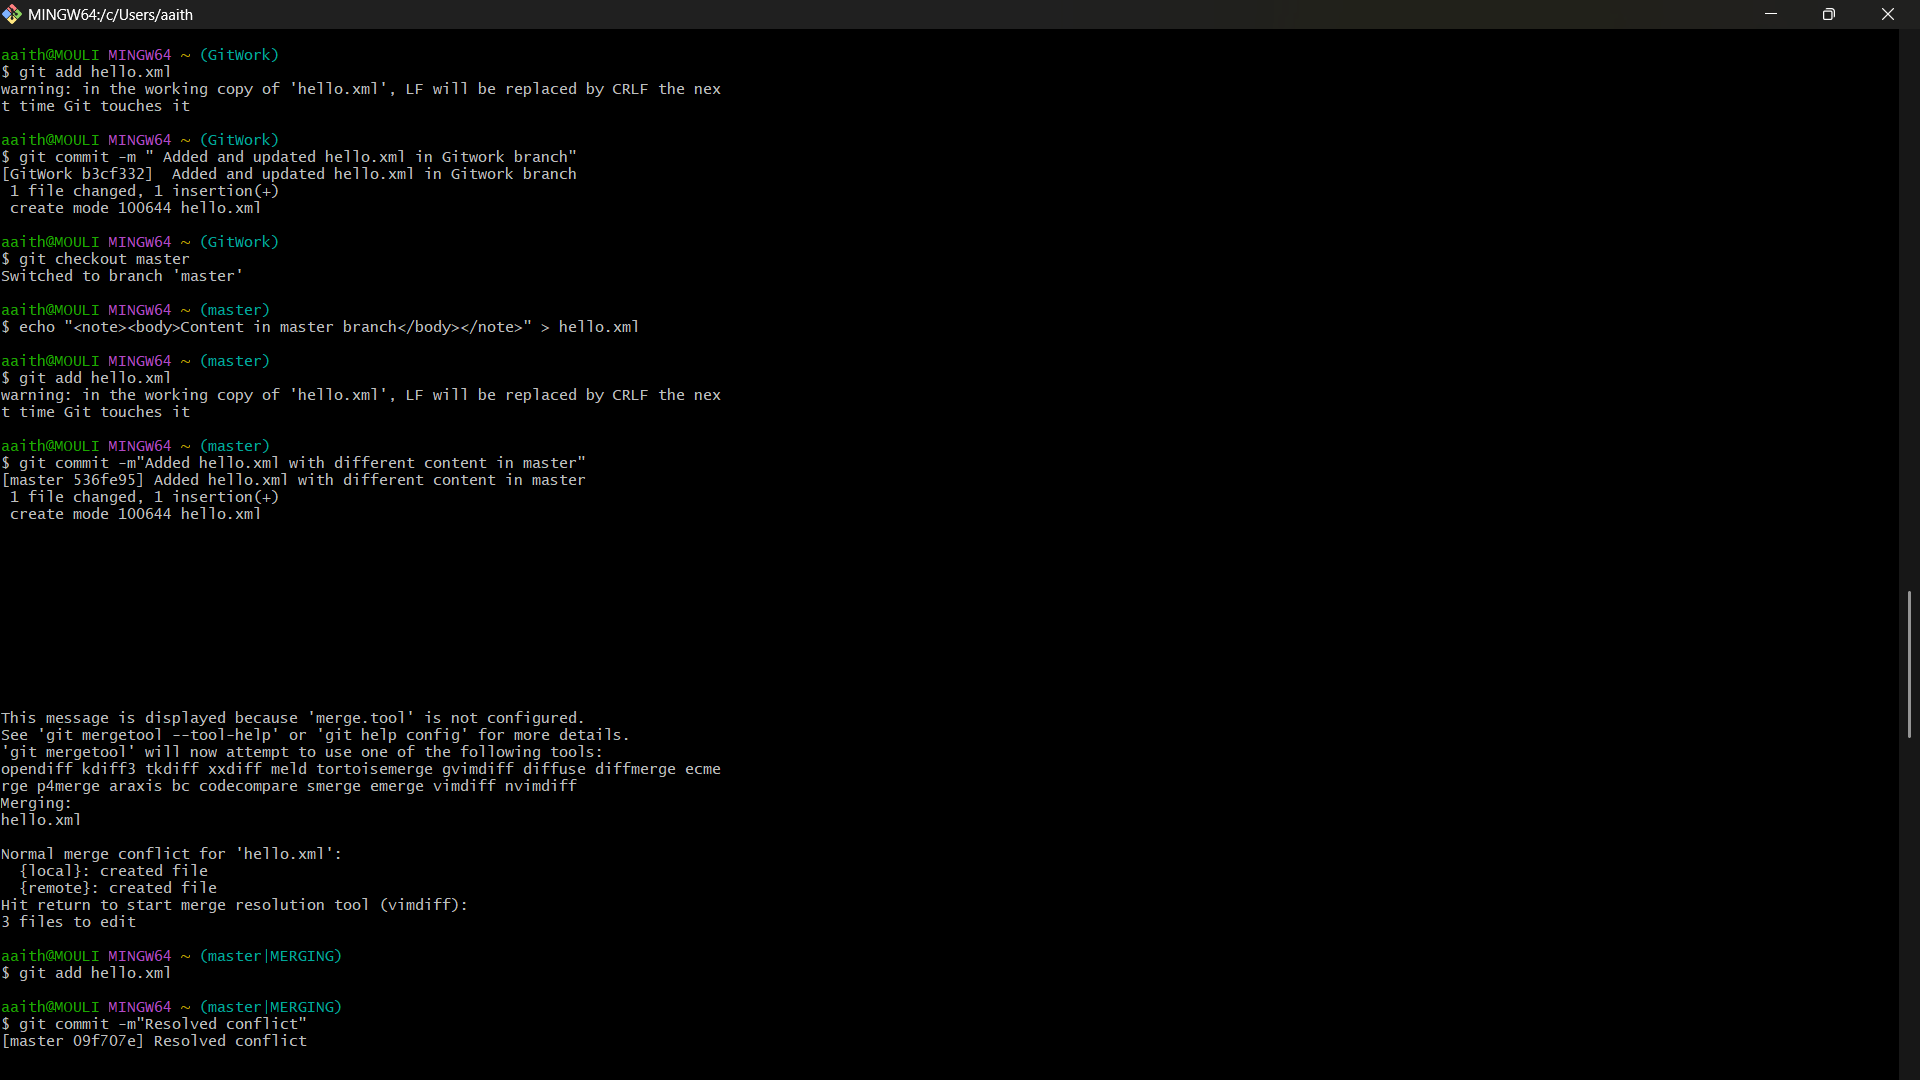 MINGW64:/c/Users/aaith
aaith@MOULI MINGW64 ~ (GitWork)
$ git add hello.xml
warning: in the working copy of 'hello.xml', LF will be replaced by CRLF the nex
t time Git touches it
aaith@MOULI MINGW64 ~ (GitWork)
$ git commit -m " Added and updated hello.xml in Gitwork branch"
[GitWork b3cf332]  Added and updated hello.xml in Gitwork branch
 1 file changed, 1 insertion(+)
 create mode 100644 hello.xml
aaith@MOULI MINGW64 ~ (GitWork)
$ git checkout master
Switched to branch 'master'
aaith@MOULI MINGW64 ~ (master)
$ echo "<note><body>Content in master branch</body></note>" > hello.xml
aaith@MOULI MINGW64 ~ (master)
$ git add hello.xml
warning: in the working copy of 'hello.xml', LF will be replaced by CRLF the nex
t time Git touches it
aaith@MOULI MINGW64 ~ (master)
$ git commit -m"Added hello.xml with different content in master"
[master 536fe95] Added hello.xml with different content in master
 1 file changed, 1 insertion(+)
 create mode 100644 hello.xml
This message is displayed because 'merge.tool' is not configured.
See 'git mergetool --tool-help' or 'git help config' for more details.
'git mergetool' will now attempt to use one of the following tools:
opendiff kdiff3 tkdiff xxdiff meld tortoisemerge gvimdiff diffuse diffmerge ecme
rge p4merge araxis bc codecompare smerge emerge vimdiff nvimdiff
Merging:
hello.xml
Normal merge conflict for 'hello.xml':
  {local}: created file
  {remote}: created file
Hit return to start merge resolution tool (vimdiff):
3 files to edit
aaith@MOULI MINGW64 ~ (master|MERGING)
$ git add hello.xml
aaith@MOULI MINGW64 ~ (master|MERGING)
$ git commit -m"Resolved conflict"
[master 09f707e] Resolved conflict